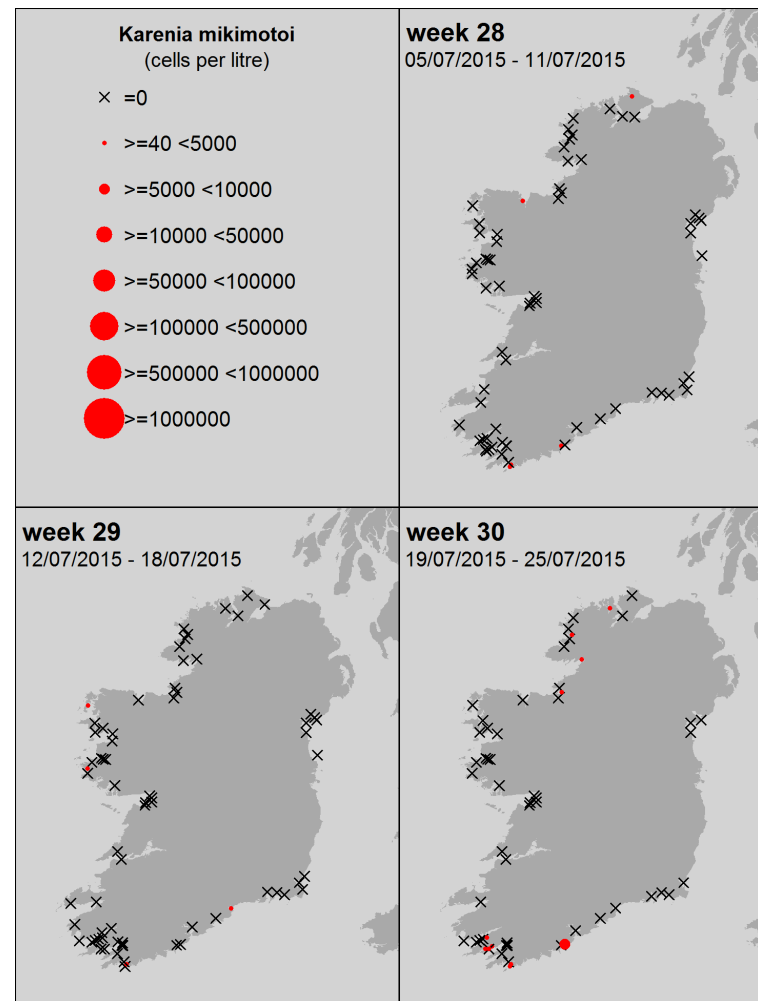 Karenia mikimotoi
(cells per litre)
=0
>=40 <5000
>=5000 <10000
>=10000 <50000
>=50000 <100000
>=100000 <500000
>=500000 <1000000
>=1000000
week 28
05/07/2015 - 11/07/2015
week 29
12/07/2015 - 18/07/2015
week 30
19/07/2015 - 25/07/2015